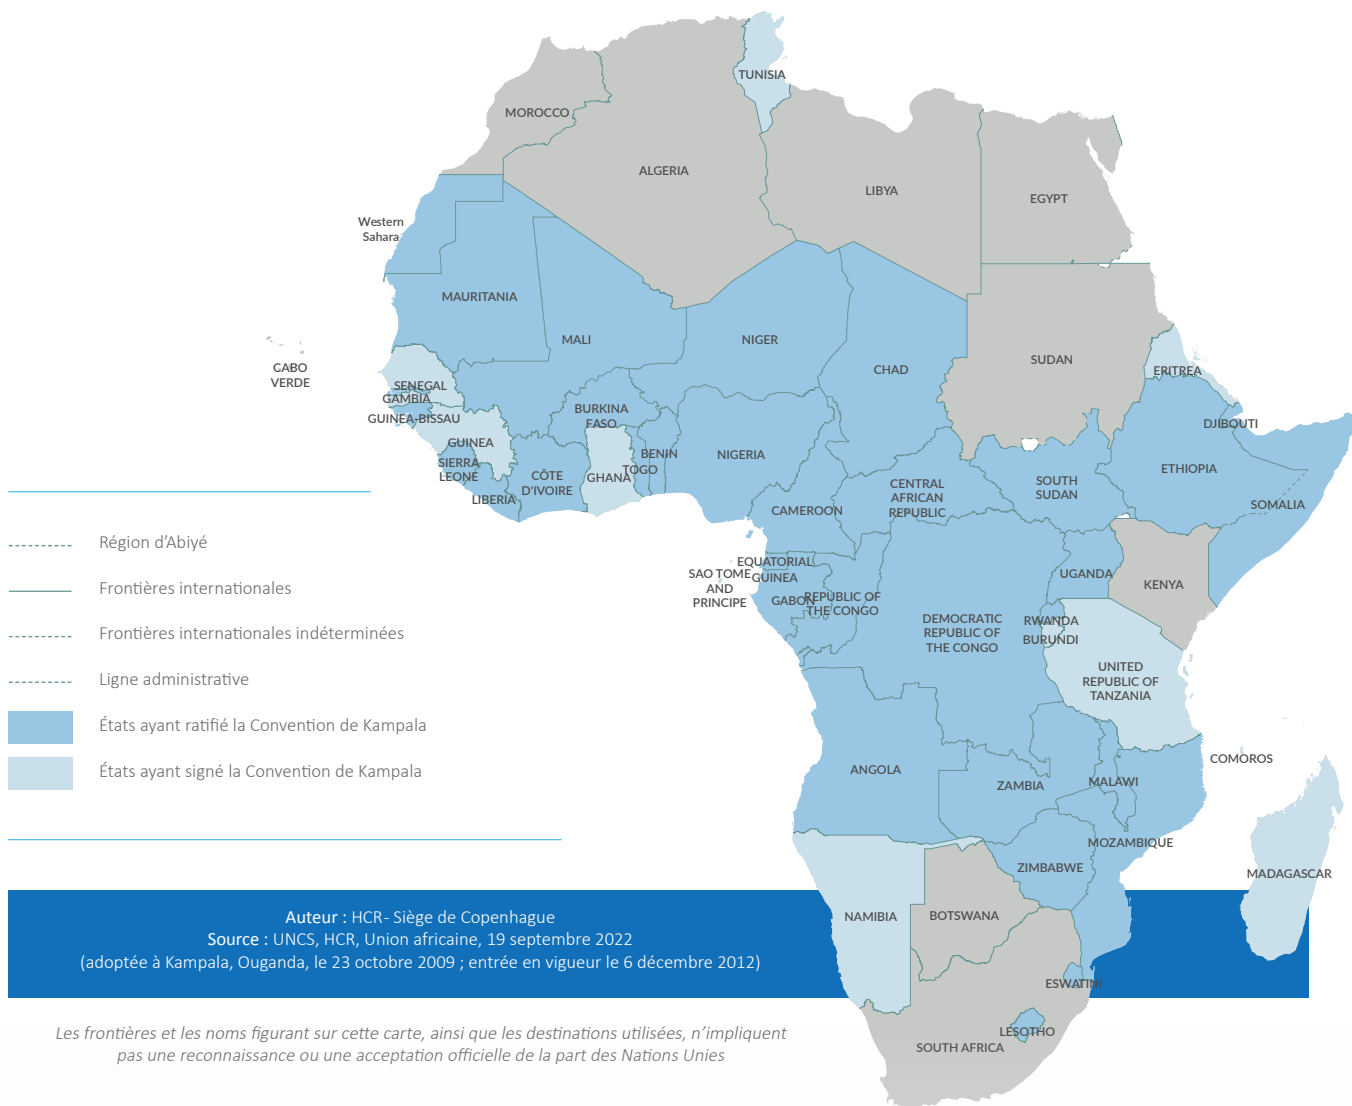 TUNISIA
MOROCCO
ALGERIA
LIBYA
EGYPT
Western
Sahara
MAURITANIA
MALI
NIGER
CHAD
SUDAN
ERITREA
CABO
VERDE
SENEGAL
GAMBIA
GUINEA-BISSAU
GUINEA
SIERRA
LEONE
LIBERIA
CÔTE
D'IVOIRE
BURKINA
FASO
GHANA
TOGO
BENIN
NIGERIA
CAMEROON
CENTRAL
AFRICAN
REPUBLIC
SOUTH
SUDAN
ETHIOPIA
DJIBOUTI
SOMALIA
EQUATORIAL
GUINEA
SAO TOME
AND
PRINCIPE
GABON
REPUBLIC OF
THE CONGO
DEMOCRATIC
REPUBLIC OF
THE CONGO
UGANDA
KENYA
RWANDA
BURUNDI
UNITED
REPUBLIC OF
TANZANIA
COMOROS
ANGOLA
ZAMBIA
MALAWI
MOZAMBIQUE
ZIMBABWE
MADAGASCAR
NAMIBIA
BOTSWANA
ESWATINI
LESOTHO
SOUTH AFRICA
Région d'Abiyé
Frontières internationales
Frontières internationales indéterminées
Ligne administrative
États ayant ratifié la Convention de Kampala
États ayant signé la Convention de Kampala
Auteur : HCR- Siège de Copenhague
Source : UNCS, HCR, Union africaine, 19 septembre 2022
(adoptée à Kampala, Ouganda, le 23 octobre 2009 ; entrée en vigueur le 6 décembre 2012)
Les frontières et les noms figurant sur cette carte, ainsi que les destinations utilisées, n'impliquent
pas une reconnaissance ou une acceptation officielle de la part des Nations Unies